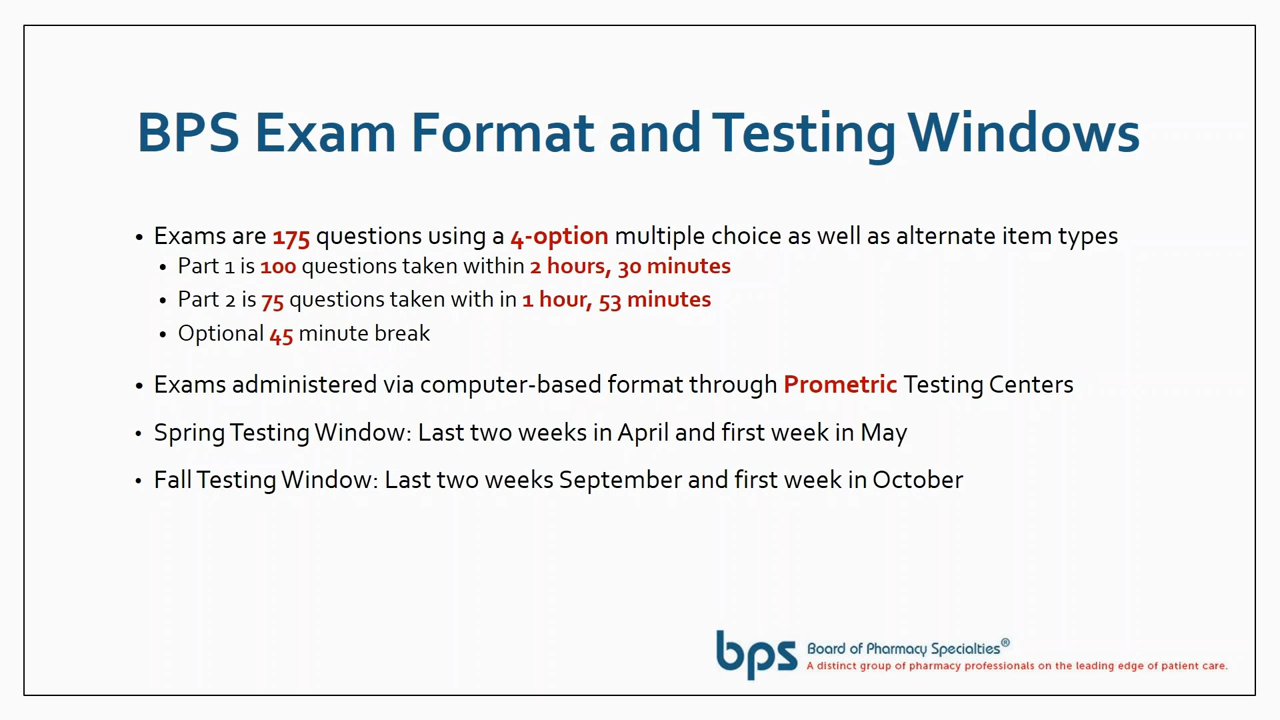 BPS Exam Format and Testing Windows
• Exams are 175 questions using a 4-option multiple choice as well as alternate item types
• Part 1 is 100 questions taken within 2 hours, 30 minutes
• Part 2 is 75 questions taken with in 1 hour, 53 minutes
• Optional 45 minute break
• Exams administered via computer-based format through Prometric Testing Centers
• Spring Testing Window: Last two weeks in April and first week in May
• Fall Testing Window: Last two weeks September and first week in October
bps Board of Pharmacy Specialties®
A distinct group of pharmacy professionals on the leading edge of patient care.